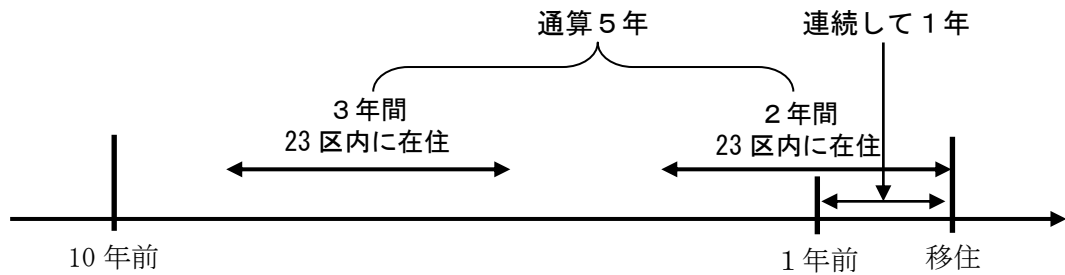 通算５年
連続して１年
３年間
23 区内に在住
２年間
23 区内に在住
10 年前
１年前
移住